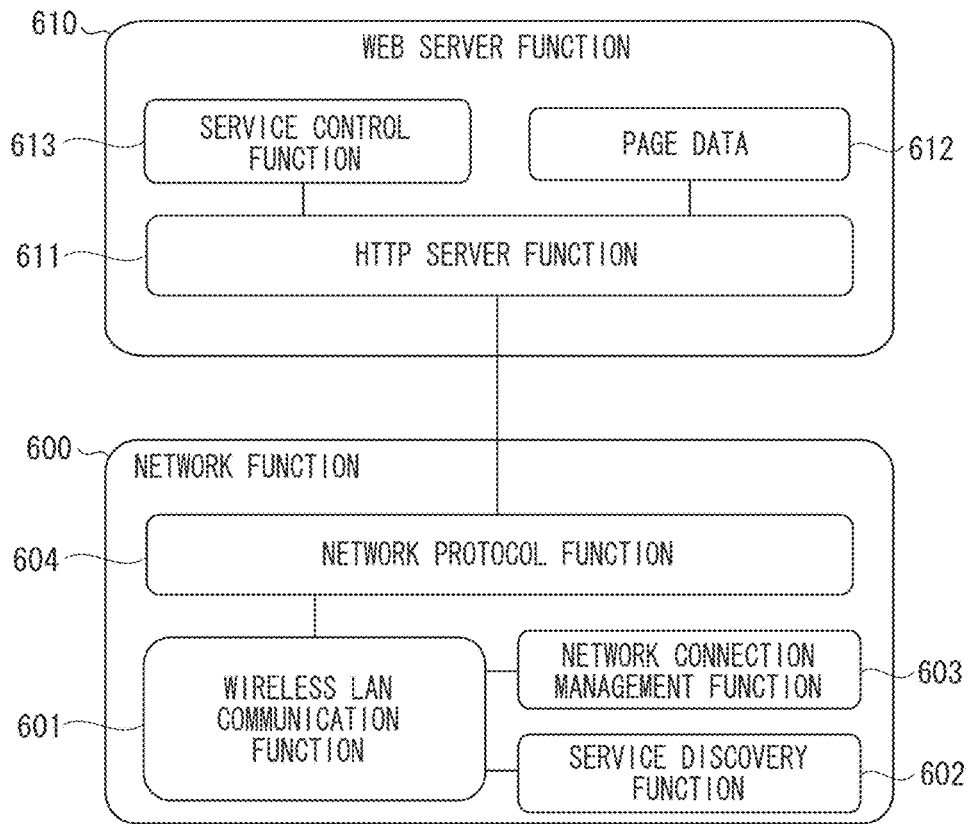 610
WEB SERVER FUNCTION
613
SERVICE CONTROL
FUNCTION
PAGE DATA
612
611
HTTP SERVER FUNCTION
600
NETWORK FUNCTION
604
NETWORK PROTOCOL FUNCTION
601
WIRELESS LAN
COMMUNICATION
FUNCTION
NETWORK CONNECTION
MANAGEMENT FUNCTION
603
SERVICE DISCOVERY
FUNCTION
602